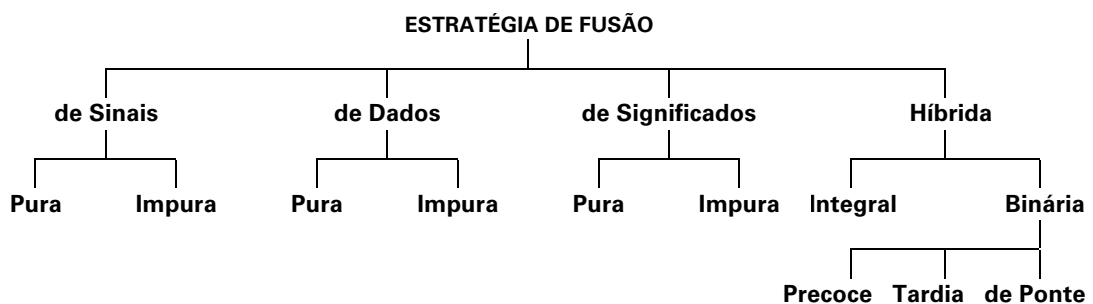 ESTRATÉGIA DE FUSÃO
de Sinais de Dados de Significados Híbrida
Pura Impura Pura Impura Pura Impura Integral Binária
Precoce Tardia de Ponte